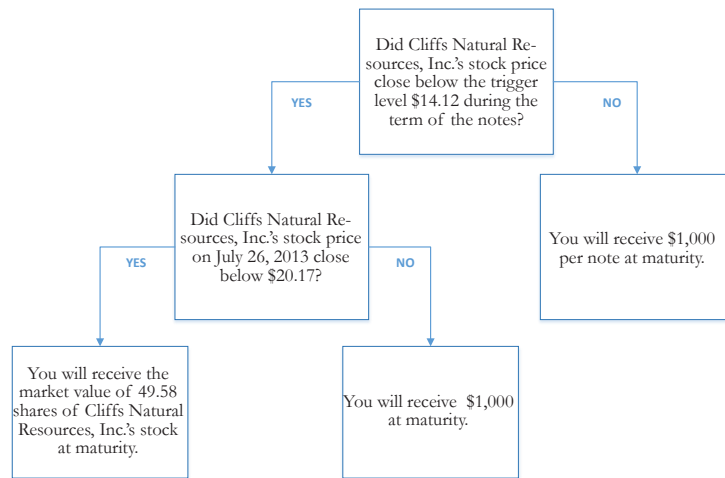 Did Cliffs Natural Re-
sources, Inc.'s stock price
close below the trigger
level $14.12 during the
term of the notes?
YES
NO
Did Cliffs Natural Re-
sources, Inc.'s stock price
on July 26, 2013 close
below $20.17?
You will receive $1,000
per note at maturity.
YES
NO
You will receive the
market value of 49.58
shares of Cliffs Natural
Resources, Inc.'s stock
at maturity.
You will receive $1,000
at maturity.